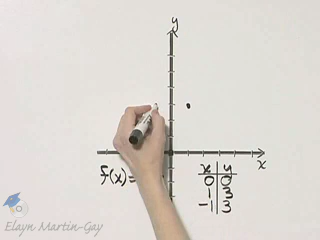 y
x
f(x)=
x y
0 0
1 3
-1 3
Elayn Martin-Gay